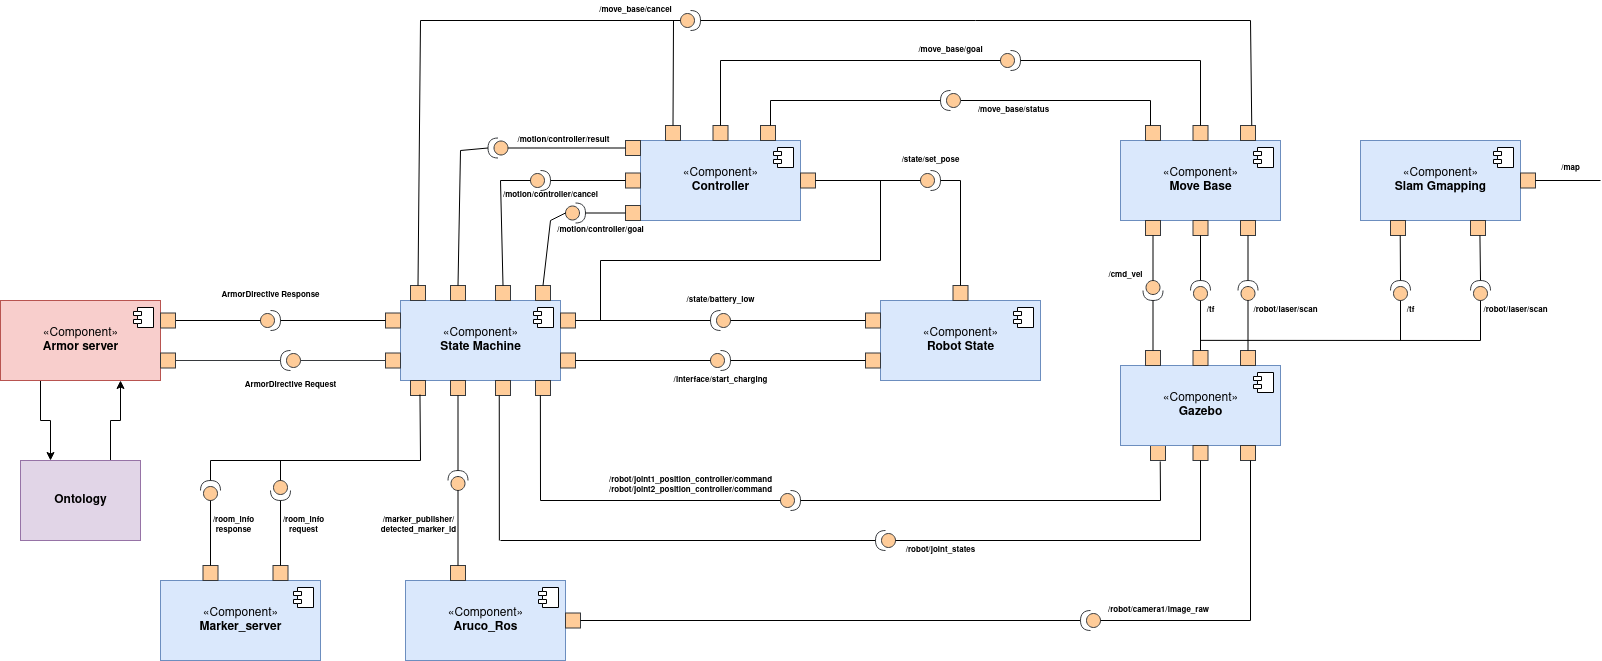 /move_base/cancel
/move_base/goal
/move_base/status
/motion/controller/result
/state/set_pose
/map
«Component»
Controller
«Component»
Move Base
«Component»
Slam Gmapping
/motion/controller/cancel
/motion/controller/goal
/cmd_vel
ArmorDirective Response
/state/battery_low
/tf
/robot/laser/scan
/tf
/robot/laser/scan
«Component»
Armor server
«Component»
State Machine
«Component»
Robot State
ArmorDirective Request
/interface/start_charging
«Component»
Gazebo
Ontology
/robot/joint1_position_controller/command
/robot/joint2_position_controller/command
/room_info
response
/room_info
request
/marker_publisher/
detected_marker_id
/robot/joint_states
«Component»
Marker_server
«Component»
Aruco_Ros
/robot/camera1/image_raw